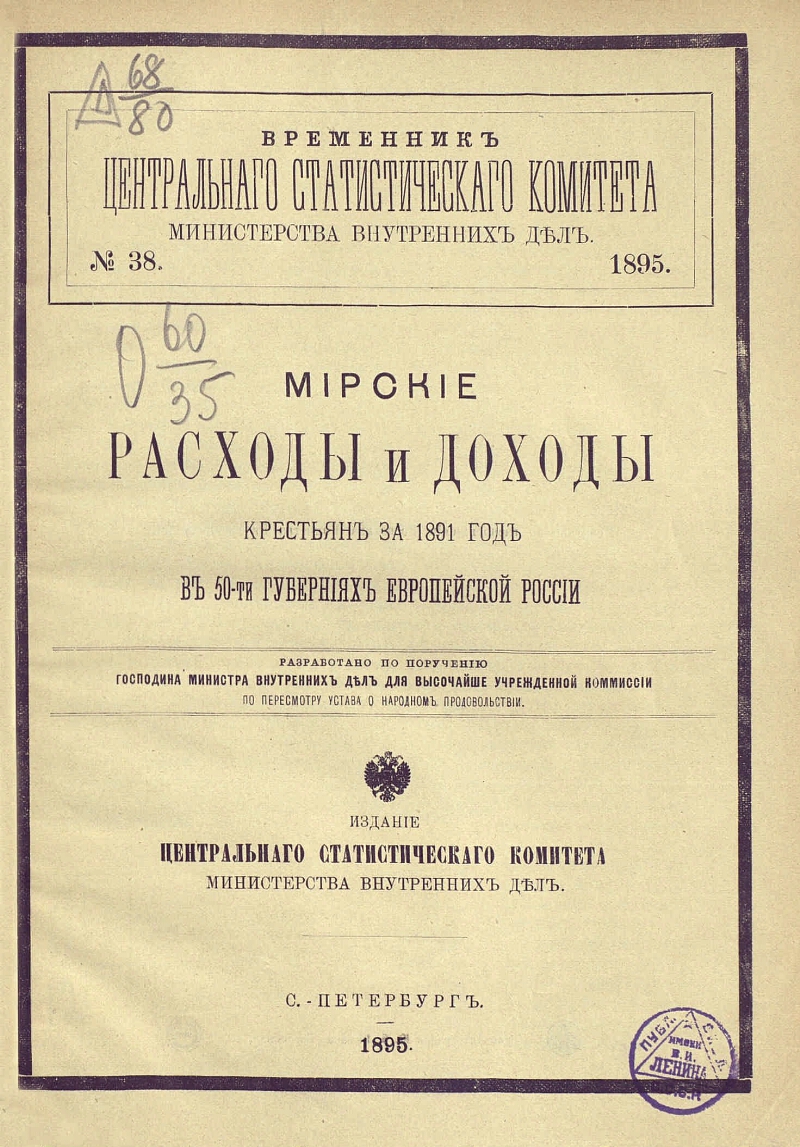 68
80
ВРЕМЕННИКЪ
ЦЕНТРАЛЬНАГО СТАТИСТИЧЕСКАГО КОМИТЕТА
МИНИСТЕРСТВА ВНУТРЕННИХЪ ДѢЛЪ.
№ 38. 1895.
60
35
МІРСКІЕ
РАСХОДЫ и ДОХОДЫ
КРЕСТЬЯНЪ ЗА 1891 ГОДЪ
ВЪ 50-ти ГУБЕРНІЯХЪ ЕВРОПЕЙСКОЙ РОССІИ
РАЗРАБОТАНО ПО ПОРУЧЕНІЮ
ГОСПОДИНА МИНИСТРА ВНУТРЕННИХЪ ДѢЛЪ ДЛЯ ВЫСОЧАЙШЕ УЧРЕЖДЕННОЙ КОММИССІИ
ПО ПЕРЕСМОТРУ УСТАВА О НАРОДНОМЪ ПРОДОВОЛЬСТВІИ.
ИЗДАНІЕ
ЦЕНТРАЛЬНАГО СТАТИСТИЧЕСКАГО КОМИТЕТА
МИНИСТЕРСТВА ВНУТРЕННИХЪ ДѢЛЪ.
С.-ПЕТЕРБУРГЪ.
1895.
ПУБЛ.
ИМЕНИ
В. И.
ЛЕНИНА